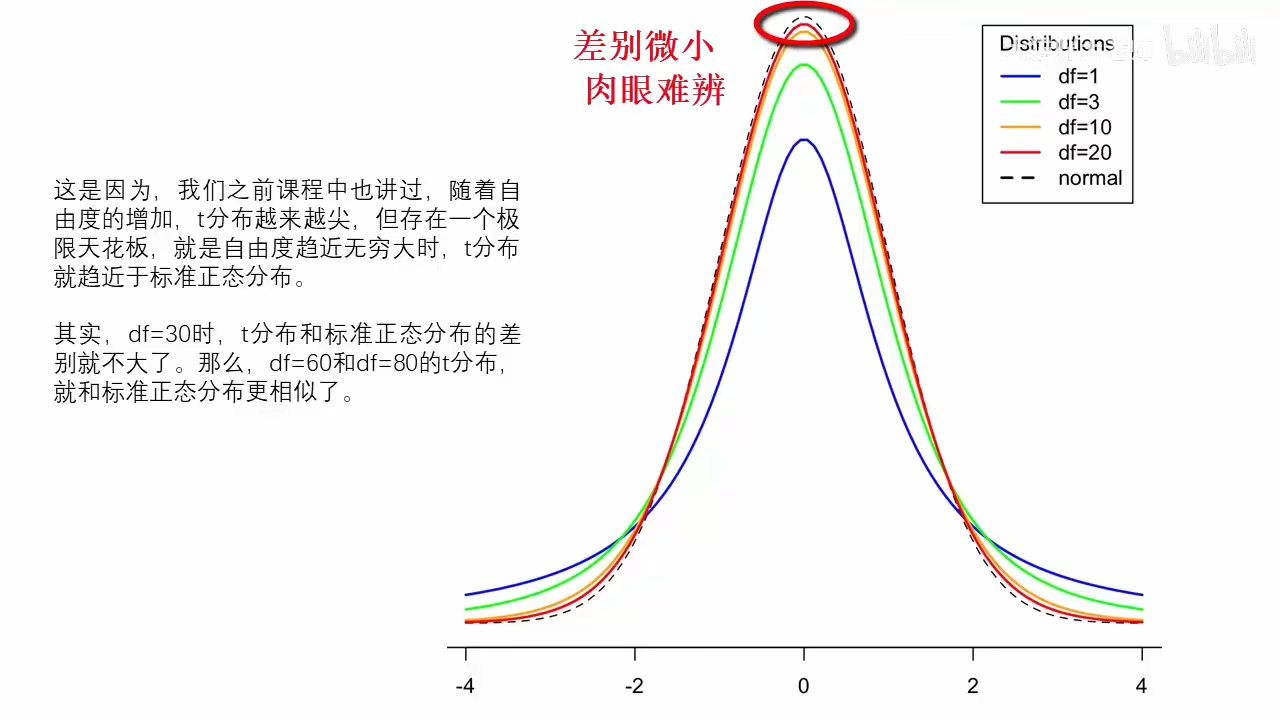 差别微小
肉眼难辨
这是因为，我们之前课程中也讲过，随着自
由度的增加，t分布越来越尖，但存在一个极
限天花板，就是自由度趋近无穷大时，t分布
就趋近于标准正态分布。
其实，df=30时，t分布和标准正态分布的差
别就不大了。那么，df=60和df=80的t分布，
就和标准正态分布更相似了。
Distributions
df=1
df=3
df=10
df=20
normal
bilibili
-4
-2
0
2
4